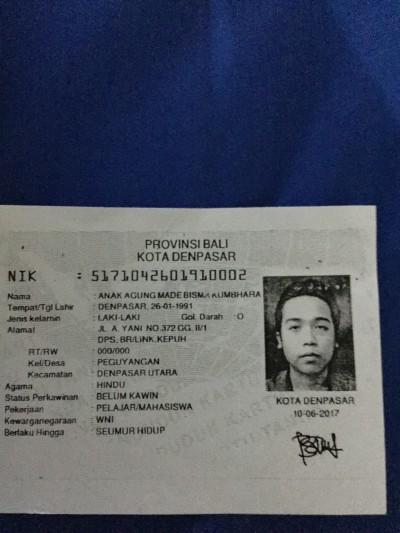 PROVINSI BALI
KOTA DENPASAR
NIK : 5171042601910002
Nama : ANAK AGUNG MADE BISMA KUMBHARA
Tempat/Tgl Lahir : DENPASAR, 26-01-1991
Jenis kelamin : LAKI-LAKI Gol. Darah :O
Alamat : JL. A. YANI NO.372 GG. II/1
DPS, BR/LINK.KEPUH
RT/RW : 000/000
Kel/Desa : PEGUYANGAN
Kecamatan : DENPASAR UTARA
Agama : HINDU
Status Perkawinan : BELUM KAWIN
Pekerjaan : PELAJAR/MAHASISWA
Kewarganegaraan : WNI
Berlaku Hingga : SEUMUR HIDUP
KOTA DENPASAR
10-06-2017